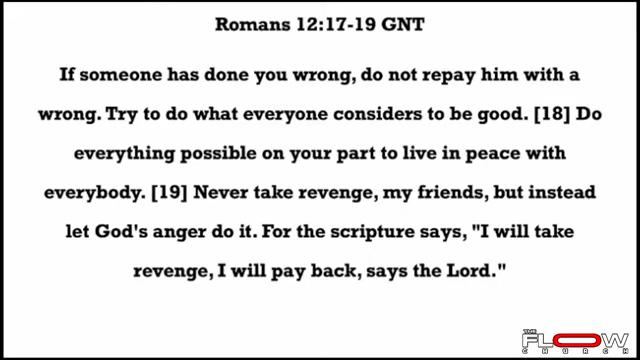 Romans 12:17-19 GNT
If someone has done you wrong, do not repay him with a
wrong. Try to do what everyone considers to be good. [18] Do
everything possible on your part to live in peace with
everybody. [19] Never take revenge, my friends, but instead
let God's anger do it. For the scripture says, "I will take
revenge, I will pay back, says the Lord."
THE
FLOW
CHURCH